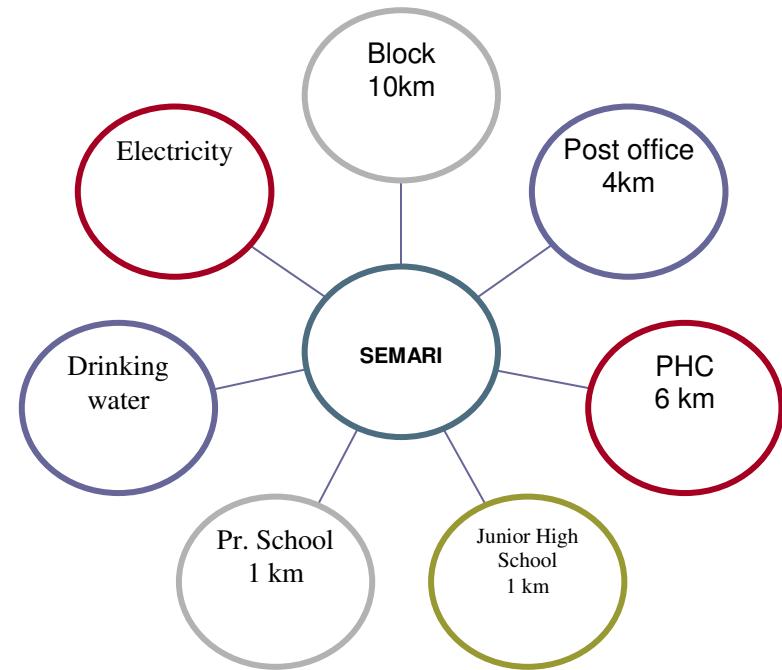 Block
10km
Electricity
Post office
4km
SEMARI
Drinking
water
PHC
6 km
Pr. School
1 km
Junior High
School
1 km